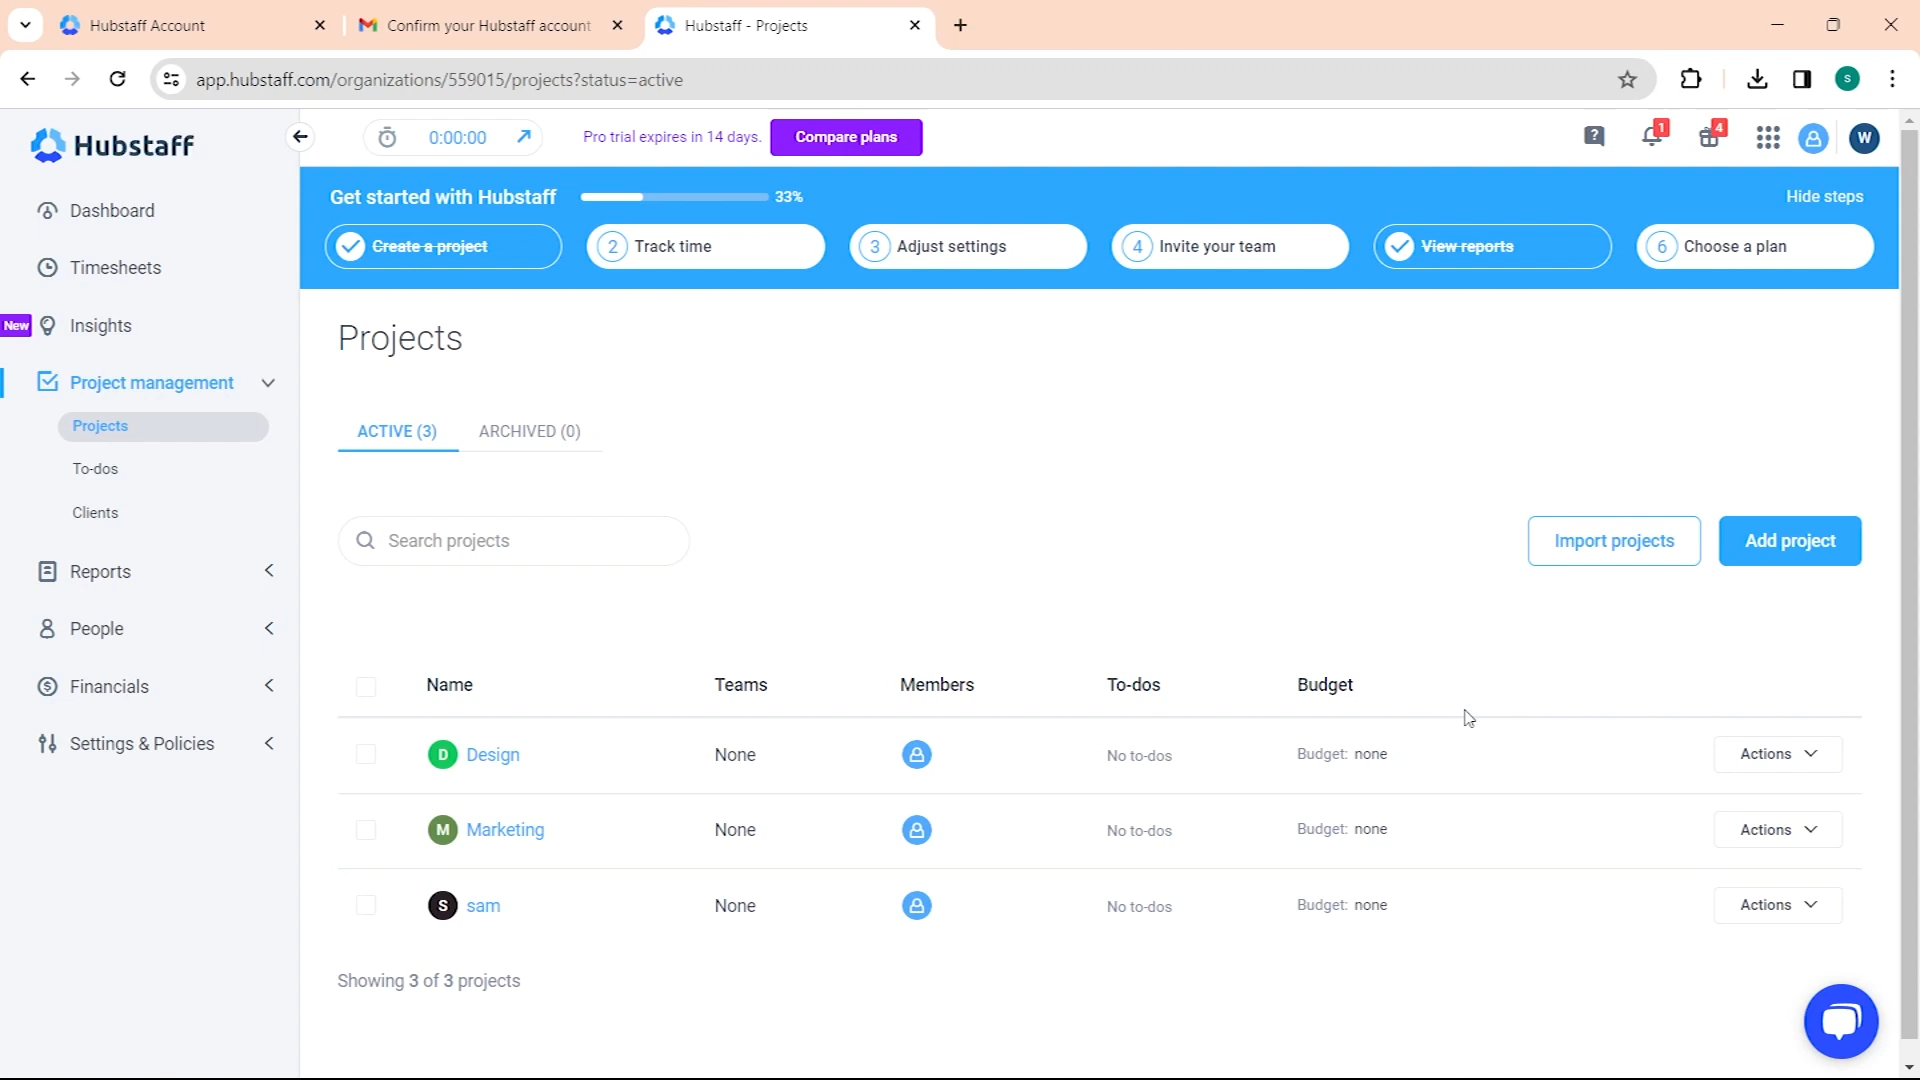 Hubstaff Account
Confirm your Hubstaff account
Hubstaff - Projects
app.hubstaff.com/organizations/559015/projects?status=active
S
Hubstaff
0:00:00
Pro trial expires in 14 days.
Compare plans
?
1
4
W
Get started with Hubstaff
33%
Hide steps
Create a project
2 Track time
3 Adjust settings
4 Invite your team
View reports
6 Choose a plan
Dashboard
Timesheets
New Insights
Project management
Projects
To-dos
Clients
Reports
People
Financials
Settings & Policies
Projects
ACTIVE (3) ARCHIVED (0)
Search projects
Import projects
Add project
Name Teams Members To-dos Budget
D Design None No to-dos Budget: none Actions
M Marketing None No to-dos Budget: none Actions
S sam None No to-dos Budget: none Actions
Showing 3 of 3 projects